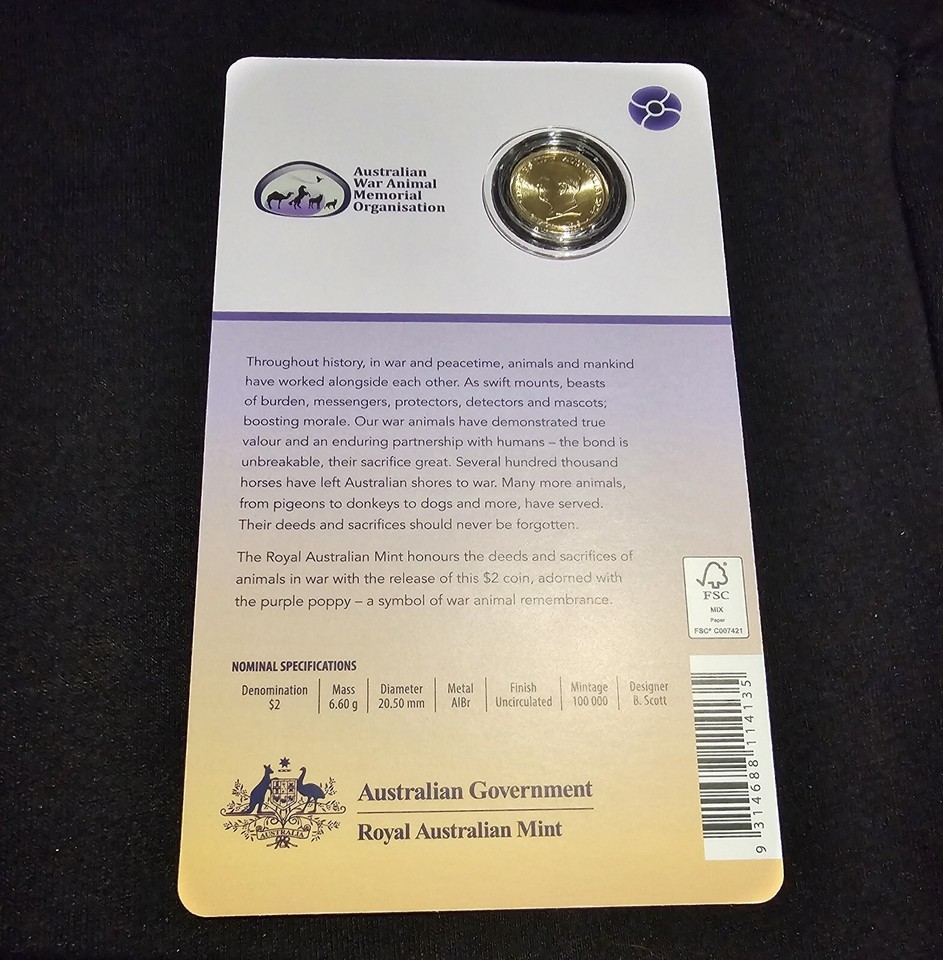 Australian
War Animal
Memorial
Organisation
Throughout history, in war and peacetime, animals and mankind
have worked alongside each other. As swift mounts, beasts
of burden, messengers, protectors, detectors and mascots;
boosting morale. Our war animals have demonstrated true
valour and an enduring partnership with humans – the bond is
unbreakable, their sacrifice great. Several hundred thousand
horses have left Australian shores to war. Many more animals,
from pigeons to donkeys to dogs and more, have served.
Their deeds and sacrifices should never be forgotten.
The Royal Australian Mint honours the deeds and sacrifices of
animals in war with the release of this $2 coin, adorned with
the purple poppy – a symbol of war animal remembrance.
FSC
MIX
Paper
FSC® C007421
NOMINAL SPECIFICATIONS
Denomination Mass Diameter Metal Finish Mintage Designer
$2 6.60 g 20.50 mm AlBr Uncirculated 100 000 B. Scott
AUSTRALIA
Australian Government
Royal Australian Mint
9 314688 114135